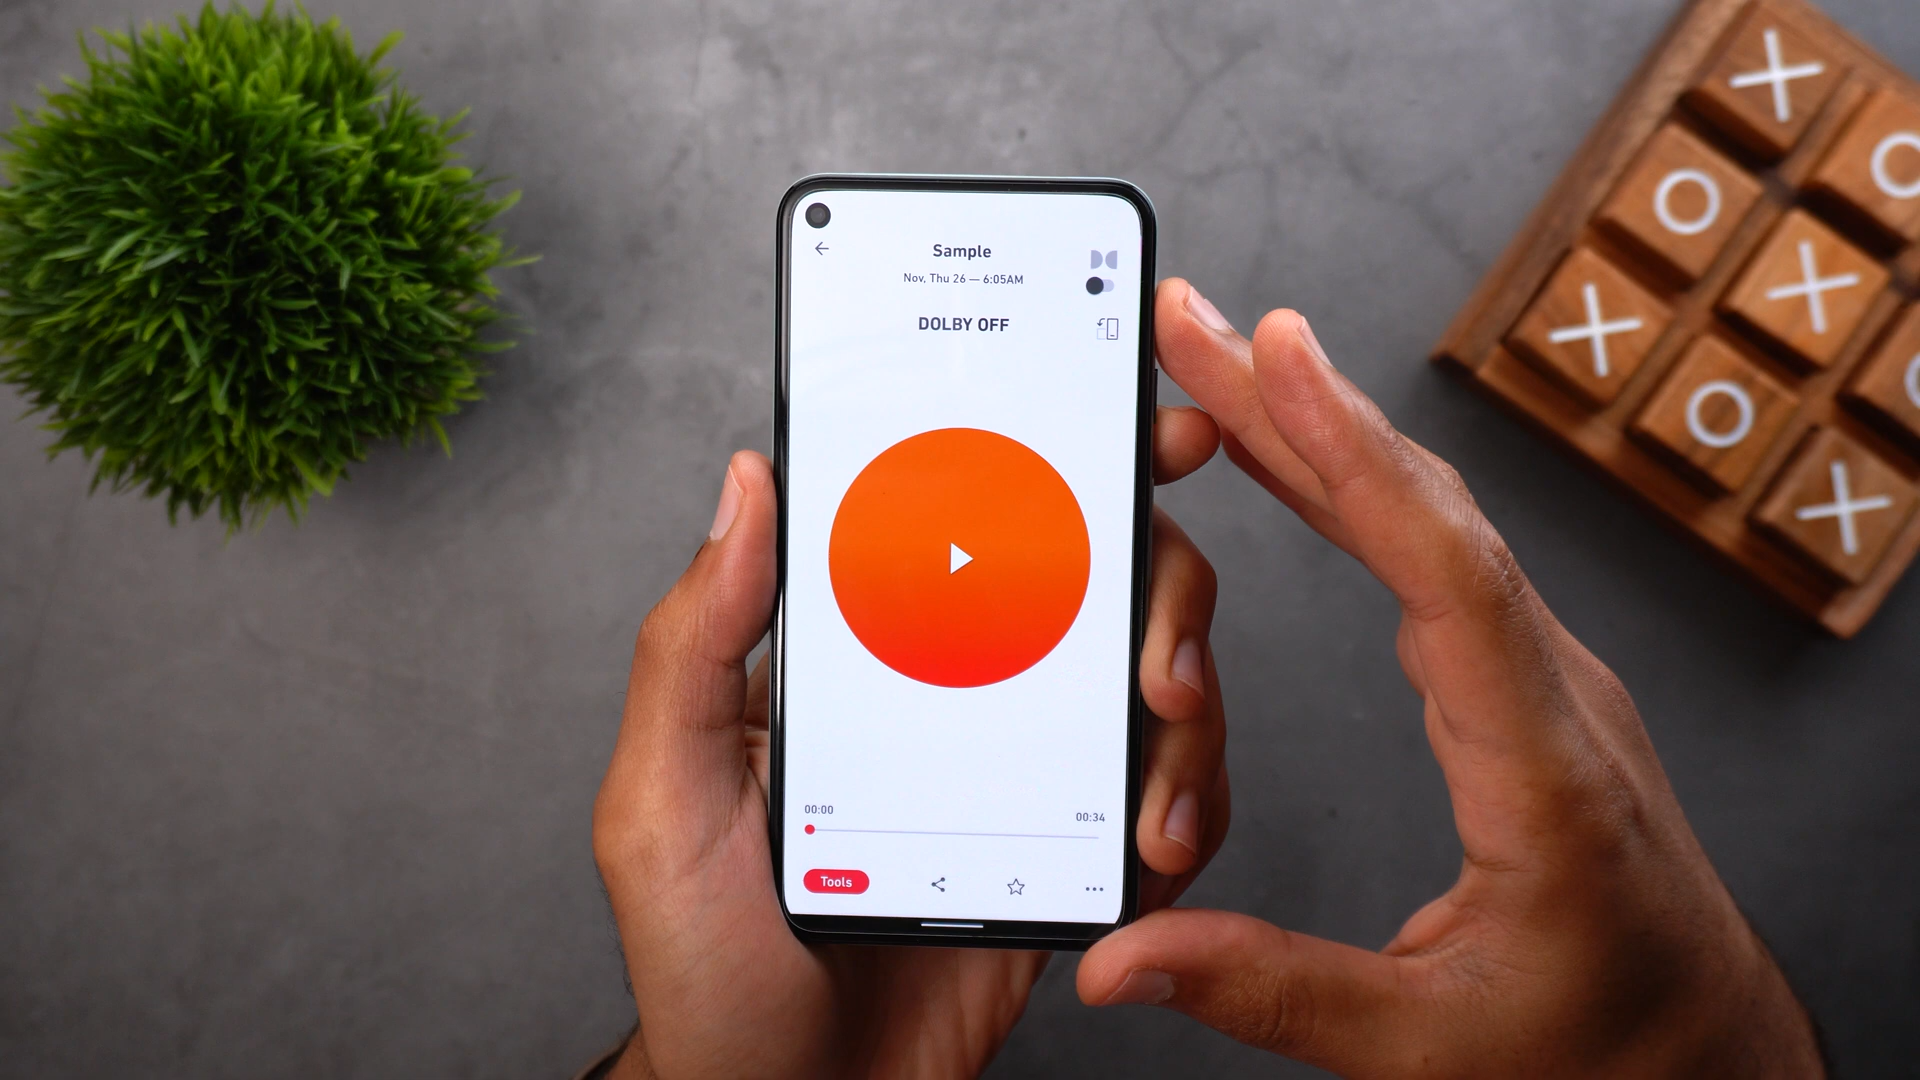 Sample
Nov, Thu 26 — 6:05AM
DOLBY OFF
00:00
00:34
Tools
X
O
O
X
X
O
X